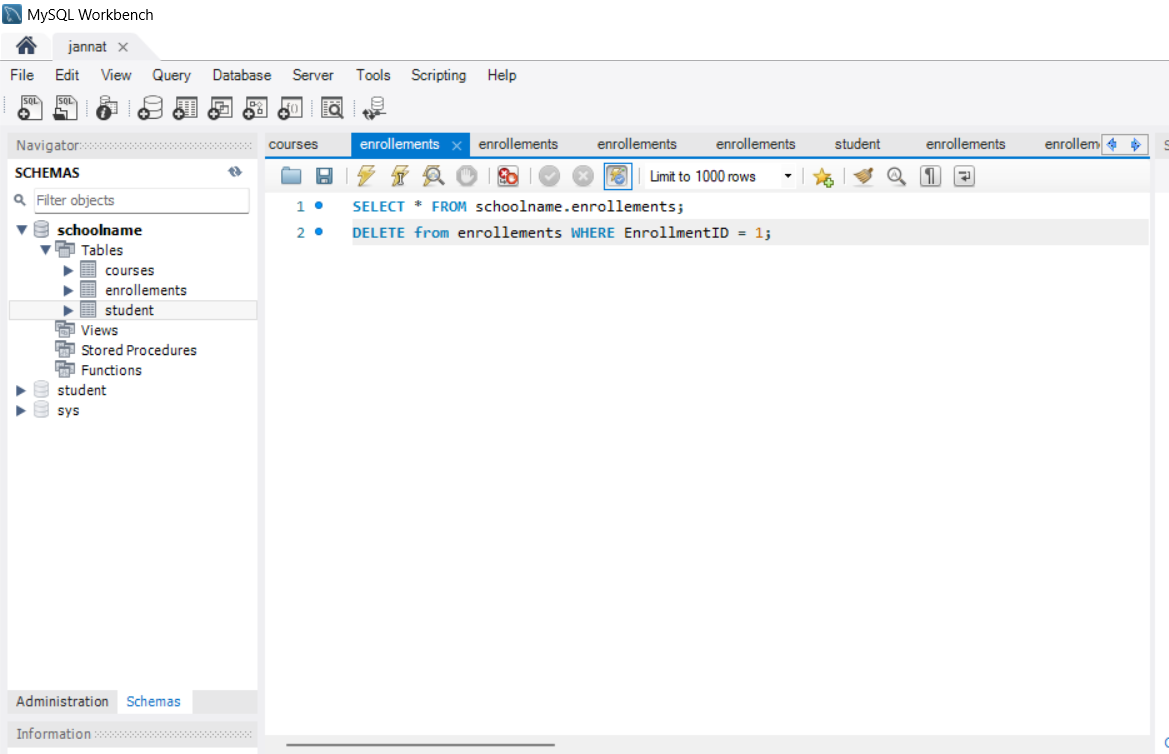 MySQL Workbench
jannat
File Edit View Query Database Server Tools Scripting Help
Navigator
SCHEMAS
Filter objects
schoolname
Tables
courses
enrollements
student
Views
Stored Procedures
Functions
student
sys
Administration Schemas
Information
courses enrollements enrollements enrollements enrollements student enrollements enrollem
Limit to 1000 rows
1 SELECT * FROM schoolname.enrollements;
2 DELETE from enrollements WHERE EnrollmentID = 1;